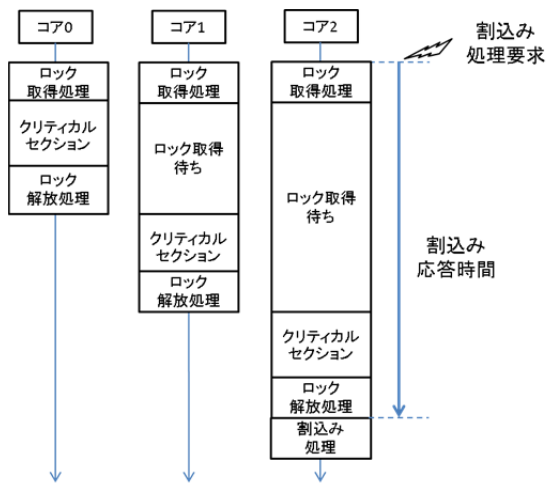 コア0
コア1
コア2
割込み
処理要求
ロック
取得処理
クリティカル
セクション
ロック
解放処理
ロック
取得処理
ロック取得
待ち
クリティカル
セクション
ロック
解放処理
ロック
取得処理
ロック取得
待ち
クリティカル
セクション
ロック
解放処理
割込み
処理
割込み
応答時間